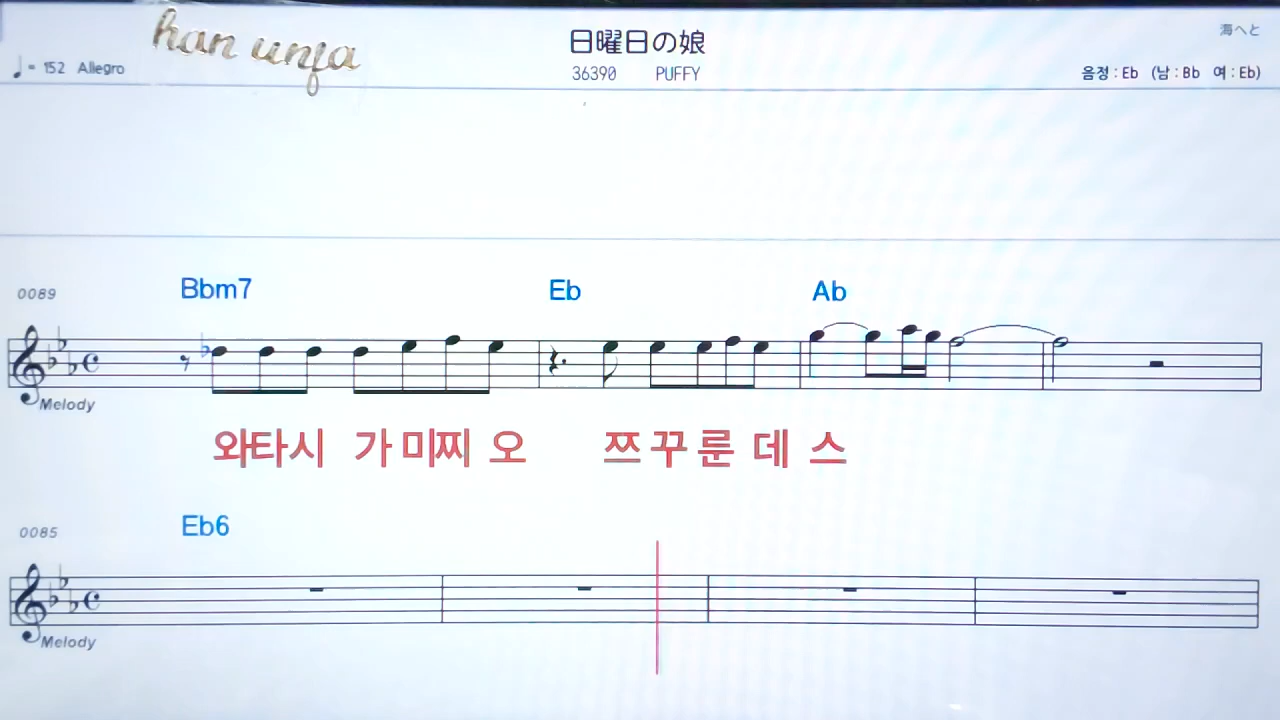 han unja
日曜日の娘
海へと
♩= 152 Allegro
36390 PUFFY
음정 : Eb (남 : Bb 여 : Eb)
0089
Bbm7 Eb Ab
Melody
와타시 가 미찌 오 쯔 꾸 룬 데 스
0085
Eb6
Melody